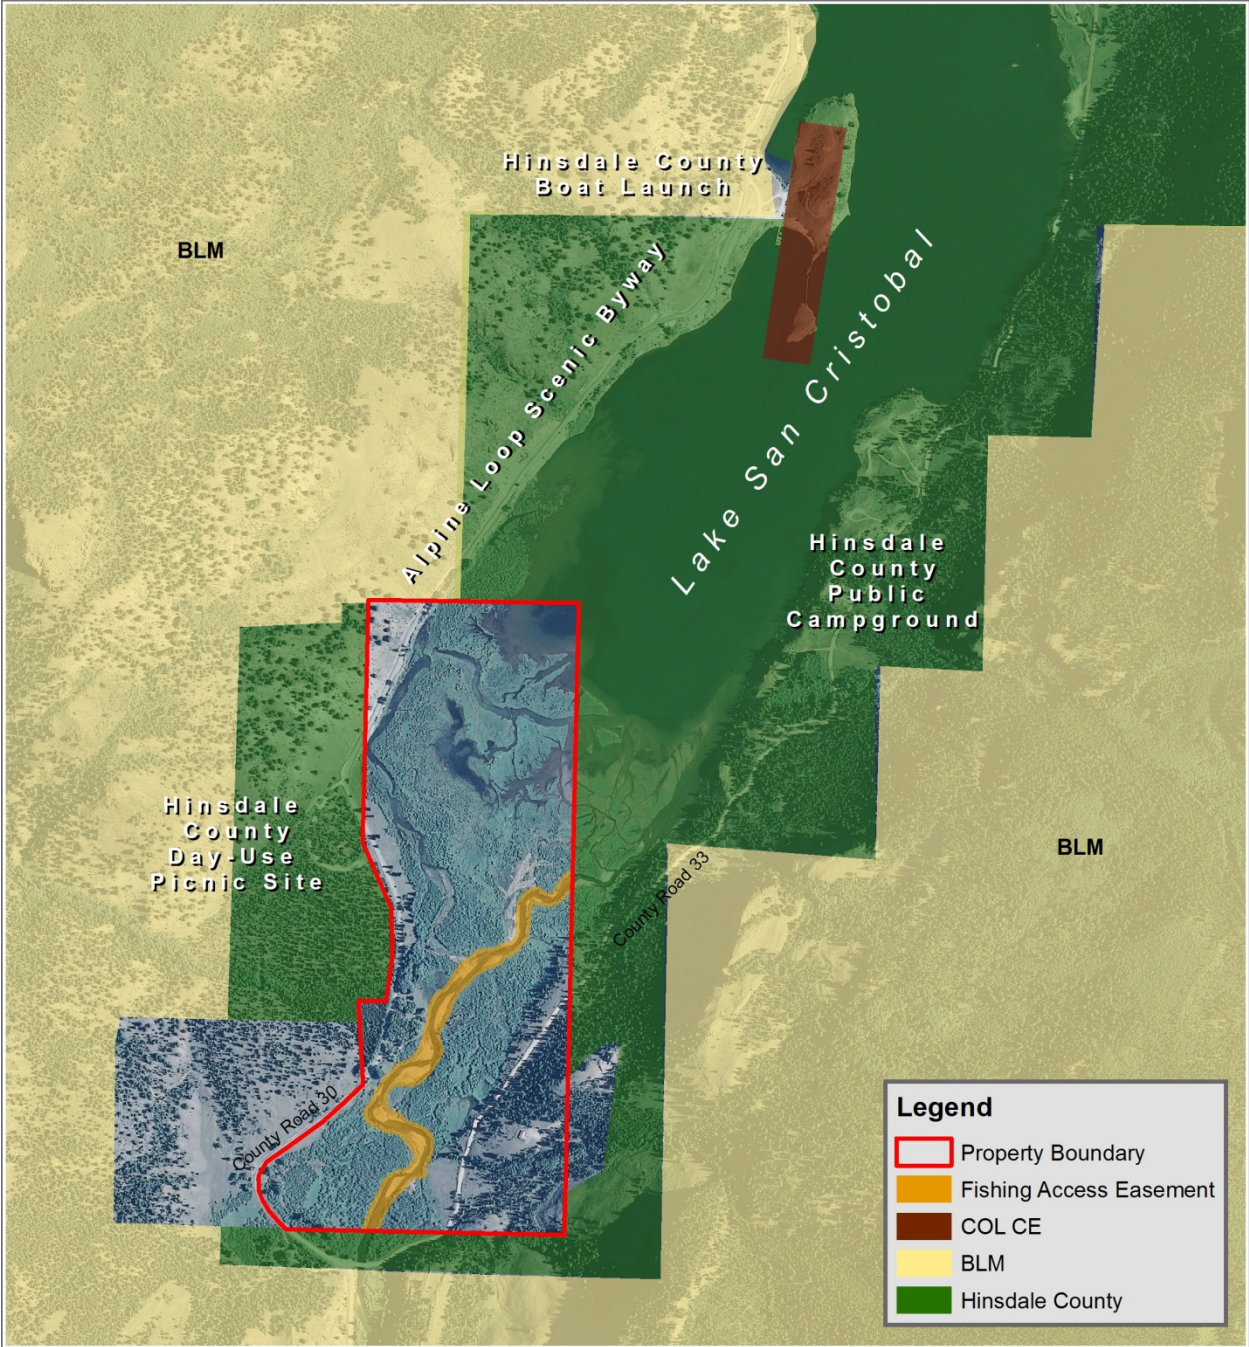 Hinsdale County
Boat Launch
BLM
Alpine Loop Scenic Byway
Lake San Cristobal
Hinsdale
County
Public
Campground
Hinsdale
County
Day-Use
Picnic Site
BLM
County Road 33
County Road 30
Legend
Property Boundary
Fishing Access Easement
COL CE
BLM
Hinsdale County